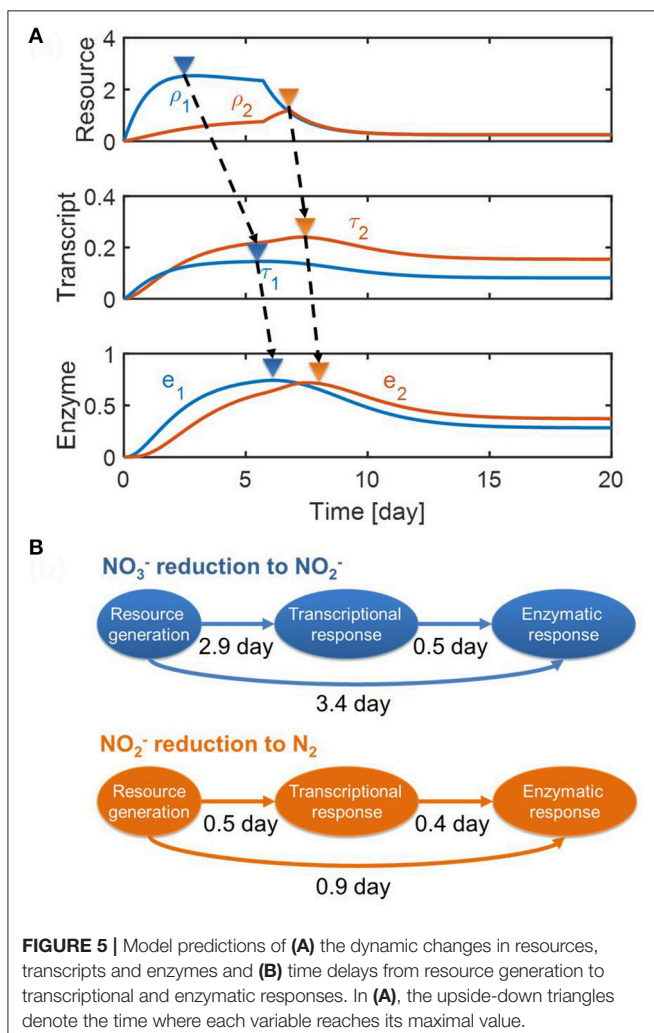 A
(a)
Resource
4
2
0
ρ1
ρ2
Transcript
0.4
0.2
0
τ2
τ1
Enzyme
1
0.5
0
e1
e2
0 5 10 15 20
Time [day]
B
(b)
NO3- reduction to NO2-
Resource generation
Transcriptional response
Enzymatic response
2.9 day
0.5 day
3.4 day
NO2- reduction to N2
Resource generation
Transcriptional response
Enzymatic response
0.5 day
0.4 day
0.9 day
FIGURE 5 | Model predictions of (A) the dynamic changes in resources,
transcripts and enzymes and (B) time delays from resource generation to
transcriptional and enzymatic responses. In (A), the upside-down triangles
denote the time where each variable reaches its maximal value.